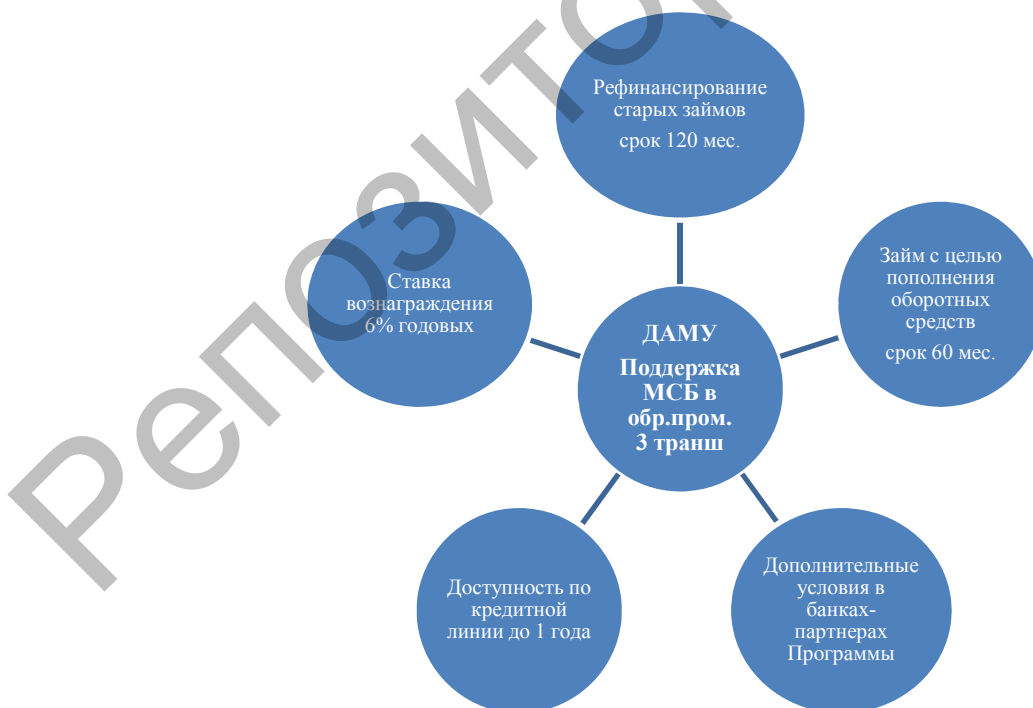 Рефинансирование
старых займов
срок 120 мес.
Займ с целью
пополнения
оборотных
средств
срок 60 мес.
Ставка
вознаграждения
6% годовых
ДАМУ
Поддержка
МСБ в
обр.пром.
3 транш
Доступность по
кредитной
линии до 1 года
Дополнительные
условия в
банках-
партнерах
Программы